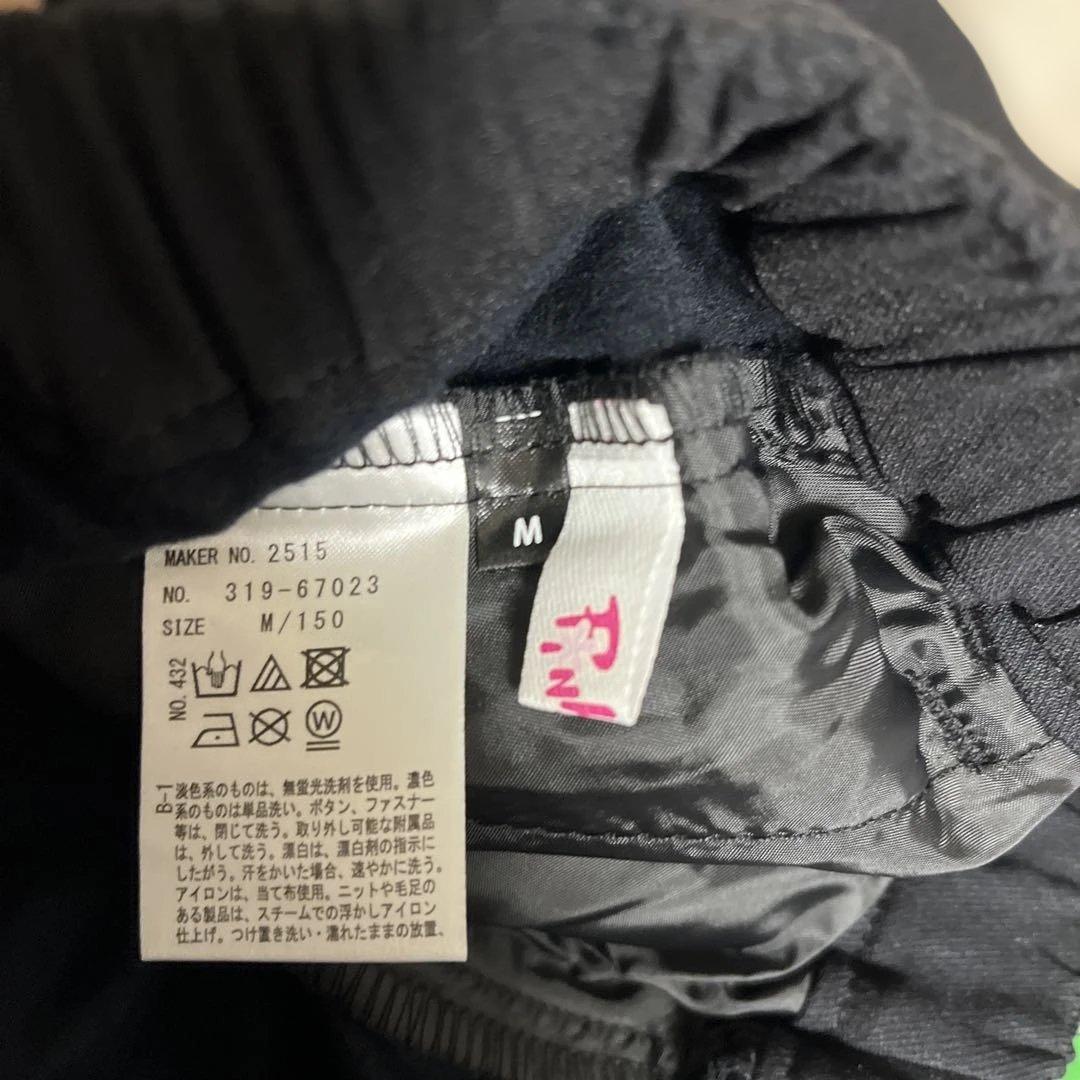 MAKER NO. 2515
NO. 319-67023
SIZE M/150
NO. 432
W
B-1
淡色系のものは、無蛍光洗剤を使用。濃色
系のものは単品洗い。ボタン、ファスナー
等は、閉じて洗う。取り外し可能な附属品
は、外して洗う。漂白は、漂白剤の指示に
したがう。汗をかいた場合、速やかに洗う。
アイロンは、当て布使用。ニットや毛足の
ある製品は、スチームでの浮かしアイロン
仕上げ。つけ置き洗い・濡れたままの放置、
M
PIN